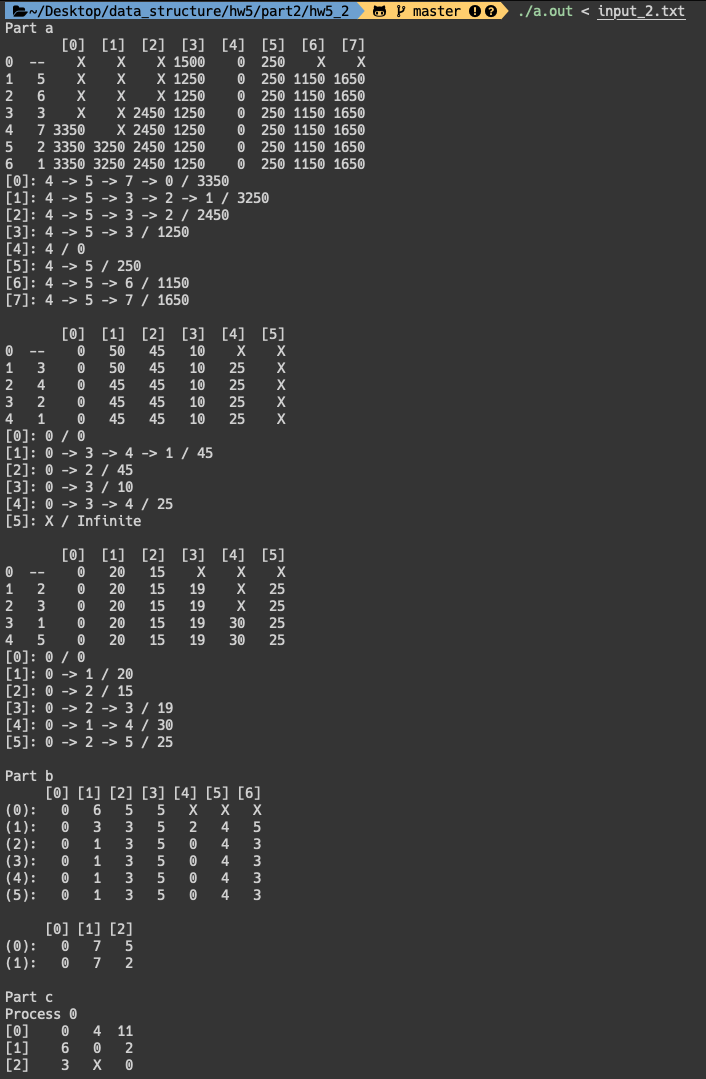 ~/Desktop/data_structure/hw5/part2/hw5_2 master ./a.out < input_2.txt
Part a
       [0]  [1]  [2]  [3]  [4]  [5]  [6]  [7]
0  --    X    X    X 1500    0  250    X    X
1   5    X    X    X 1250    0  250 1150 1650
2   6    X    X    X 1250    0  250 1150 1650
3   3    X    X 2450 1250    0  250 1150 1650
4   7 3350    X 2450 1250    0  250 1150 1650
5   2 3350 3250 2450 1250    0  250 1150 1650
6   1 3350 3250 2450 1250    0  250 1150 1650
[0]: 4 -> 5 -> 7 -> 0 / 3350
[1]: 4 -> 5 -> 3 -> 2 -> 1 / 3250
[2]: 4 -> 5 -> 3 -> 2 / 2450
[3]: 4 -> 5 -> 3 / 1250
[4]: 4 / 0
[5]: 4 -> 5 / 250
[6]: 4 -> 5 -> 6 / 1150
[7]: 4 -> 5 -> 7 / 1650

       [0]  [1]  [2]  [3]  [4]  [5]
0  --    0   50   45   10    X    X
1   3    0   50   45   10   25    X
2   4    0   45   45   10   25    X
3   2    0   45   45   10   25    X
4   1    0   45   45   10   25    X
[0]: 0 / 0
[1]: 0 -> 3 -> 4 -> 1 / 45
[2]: 0 -> 2 / 45
[3]: 0 -> 3 / 10
[4]: 0 -> 3 -> 4 / 25
[5]: X / Infinite

       [0]  [1]  [2]  [3]  [4]  [5]
0  --    0   20   15    X    X    X
1   2    0   20   15   19    X   25
2   3    0   20   15   19    X   25
3   1    0   20   15   19   30   25
4   5    0   20   15   19   30   25
[0]: 0 / 0
[1]: 0 -> 1 / 20
[2]: 0 -> 2 / 15
[3]: 0 -> 2 -> 3 / 19
[4]: 0 -> 1 -> 4 / 30
[5]: 0 -> 2 -> 5 / 25

Part b
     [0] [1] [2] [3] [4] [5] [6]
(0):   0   6   5   5   X   X   X
(1):   0   3   3   5   2   4   5
(2):   0   1   3   5   0   4   3
(3):   0   1   3   5   0   4   3
(4):   0   1   3   5   0   4   3
(5):   0   1   3   5   0   4   3

     [0] [1] [2]
(0):   0   7   5
(1):   0   7   2

Part c
Process 0
[0]    0   4  11
[1]    6   0   2
[2]    3   X   0